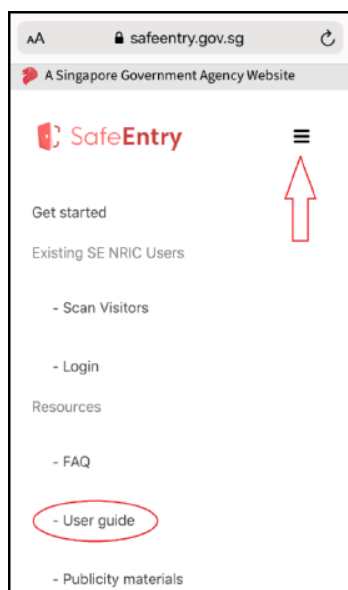 AA safeentry.gov.sg
A Singapore Government Agency Website
SafeEntry
Get started
Existing SE NRIC Users
- Scan Visitors
- Login
Resources
- FAQ
- User guide
- Publicity materials